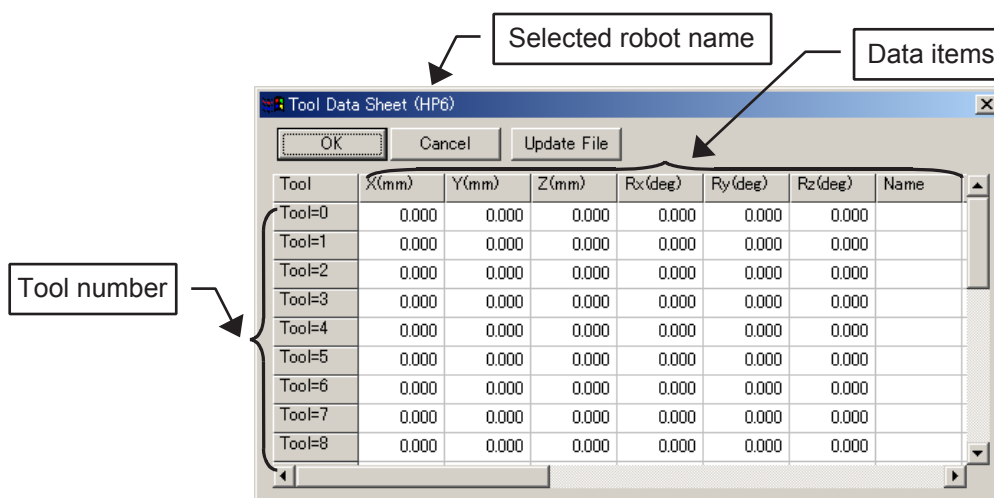 Selected robot name
Data items
Tool Data Sheet (HP6)
OK Cancel Update File
Tool X(mm) Y(mm) Z(mm) Rx(deg) Ry(deg) Rz(deg) Name
Tool=0 0.000 0.000 0.000 0.000 0.000 0.000
Tool=1 0.000 0.000 0.000 0.000 0.000 0.000
Tool=2 0.000 0.000 0.000 0.000 0.000 0.000
Tool number
Tool=3 0.000 0.000 0.000 0.000 0.000 0.000
Tool=4 0.000 0.000 0.000 0.000 0.000 0.000
Tool=5 0.000 0.000 0.000 0.000 0.000 0.000
Tool=6 0.000 0.000 0.000 0.000 0.000 0.000
Tool=7 0.000 0.000 0.000 0.000 0.000 0.000
Tool=8 0.000 0.000 0.000 0.000 0.000 0.000